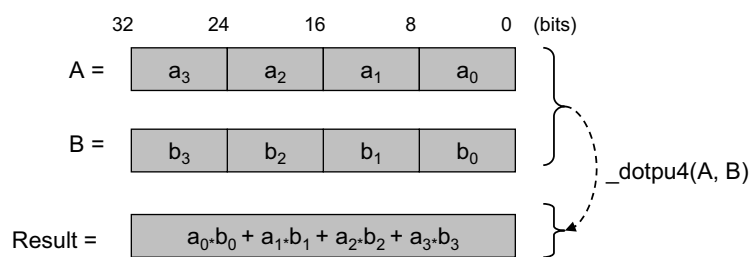 32 24 16 8 0 (bits)
A = a₃ a₂ a₁ a₀
B = b₃ b₂ b₁ b₀
_dotpu4(A, B)
Result = a₀*b₀ + a₁*b₁ + a₂*b₂ + a₃*b₃